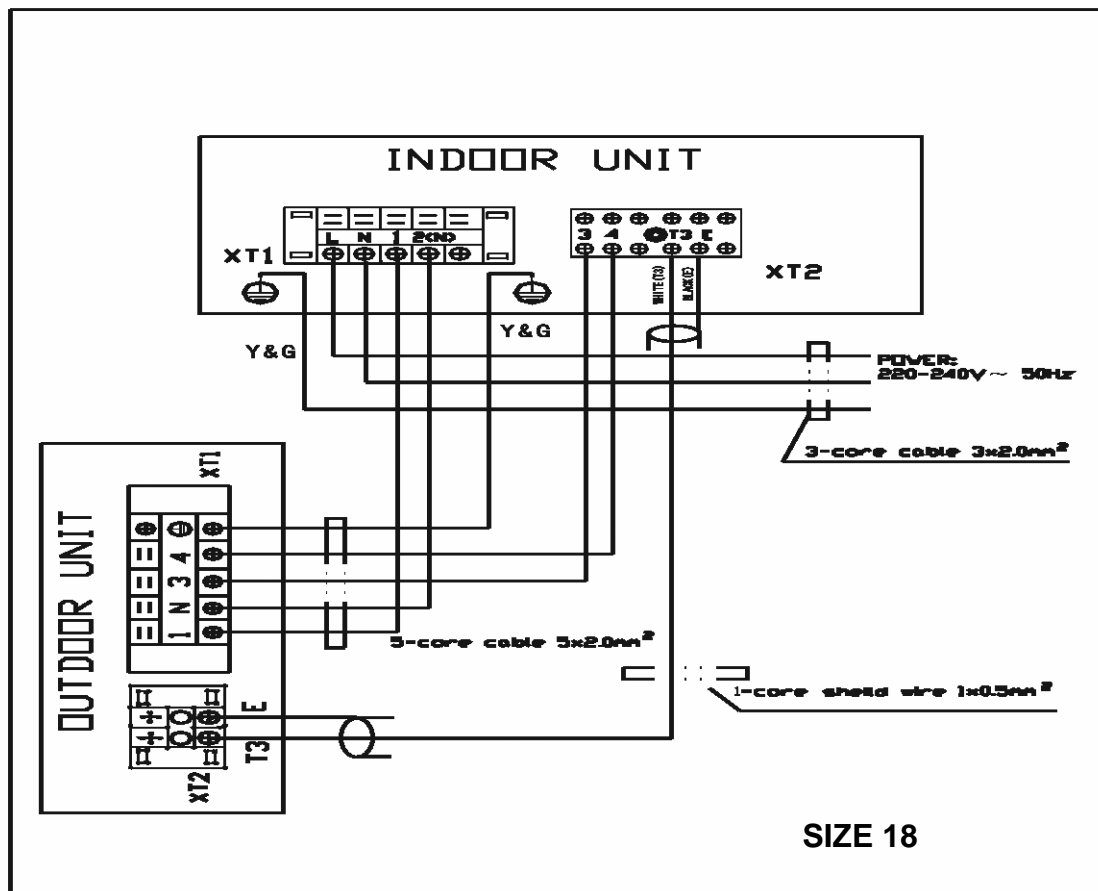 INDOOR UNIT
L N 1 2(N)
XT1
3 4 T3 E
XT2
WHITE(T3)
BLACK(E)
Y&G
Y&G
POWER:
220-240V~ 50Hz
3-core cable 3x2.0mm²
OUTDOOR UNIT
XT1
4
3
N
1
5-core cable 5x2.0mm²
1-core sheild wire 1x0.5mm²
E
T3
XT2
SIZE 18